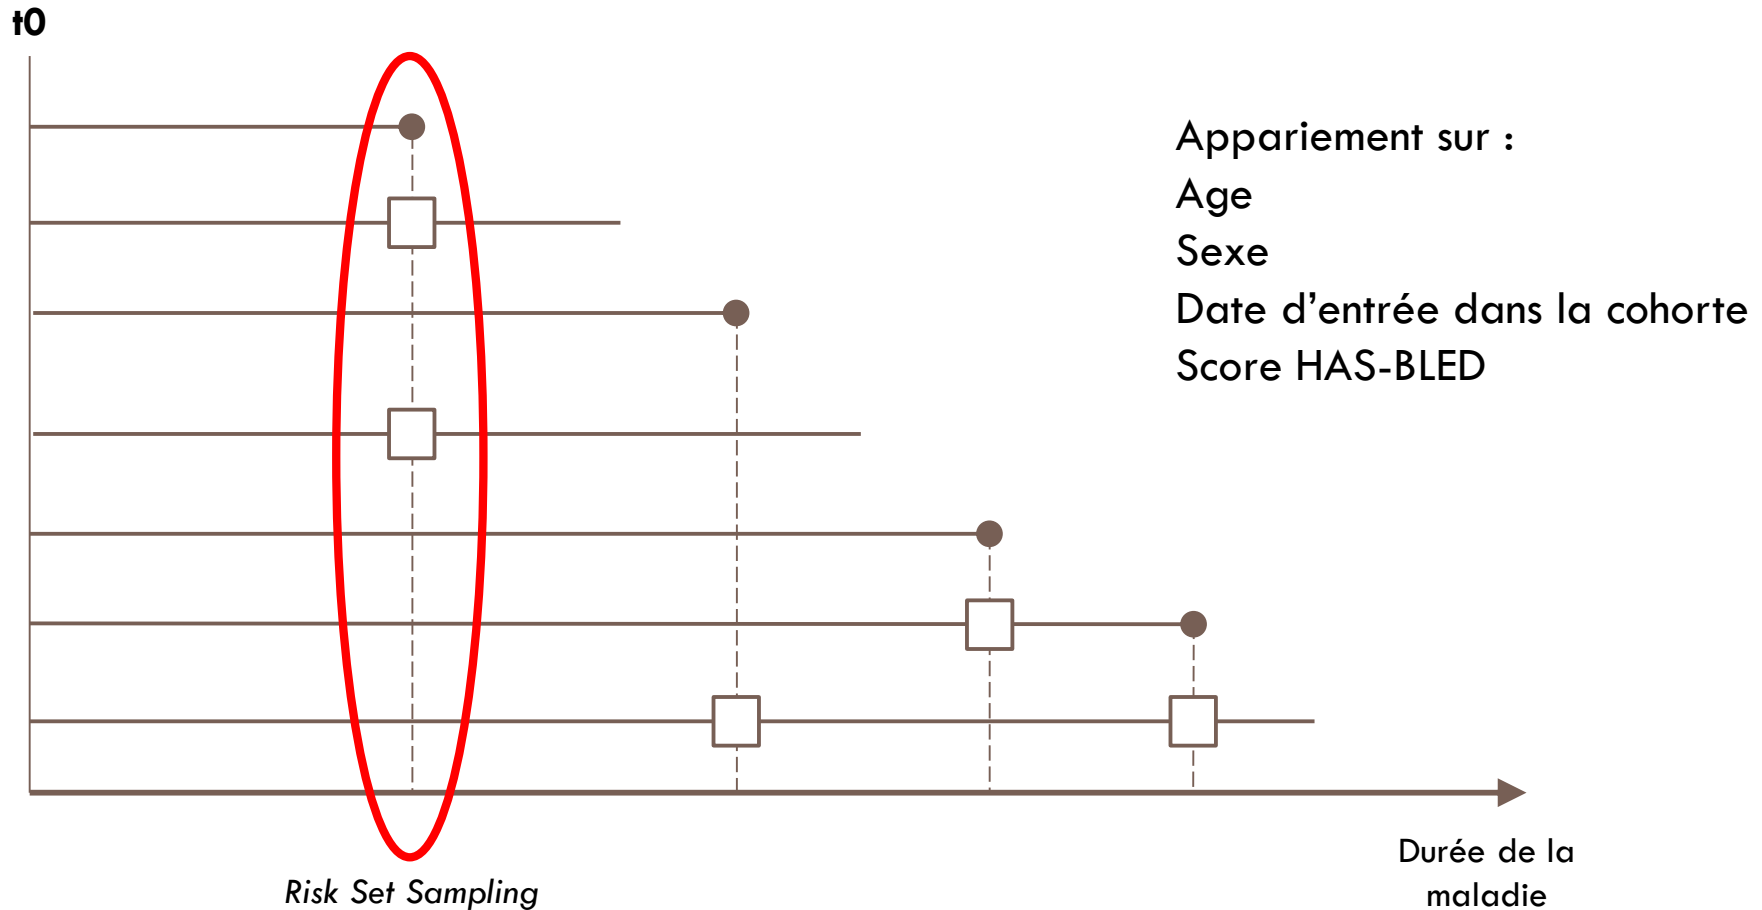 t0
Appariement sur :
Age
Sexe
Date d’entrée dans la cohorte
Score HAS-BLED
Durée de la
maladie
Risk Set Sampling